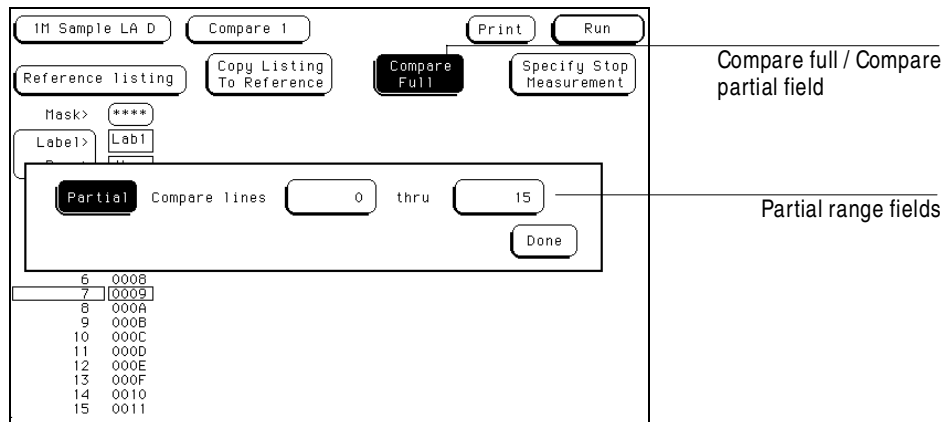 1M Sample LA D Compare 1 Print Run
Reference listing Copy Listing To Reference Compare Full Specify Stop Measurement
Compare full / Compare
partial field
Mask> ****
Label> Lab1
Partial Compare lines 0 thru 15
Partial range fields
Done
6 0008
7 0009
8 000A
9 000B
10 000C
11 000D
12 000E
13 000F
14 0010
15 0011